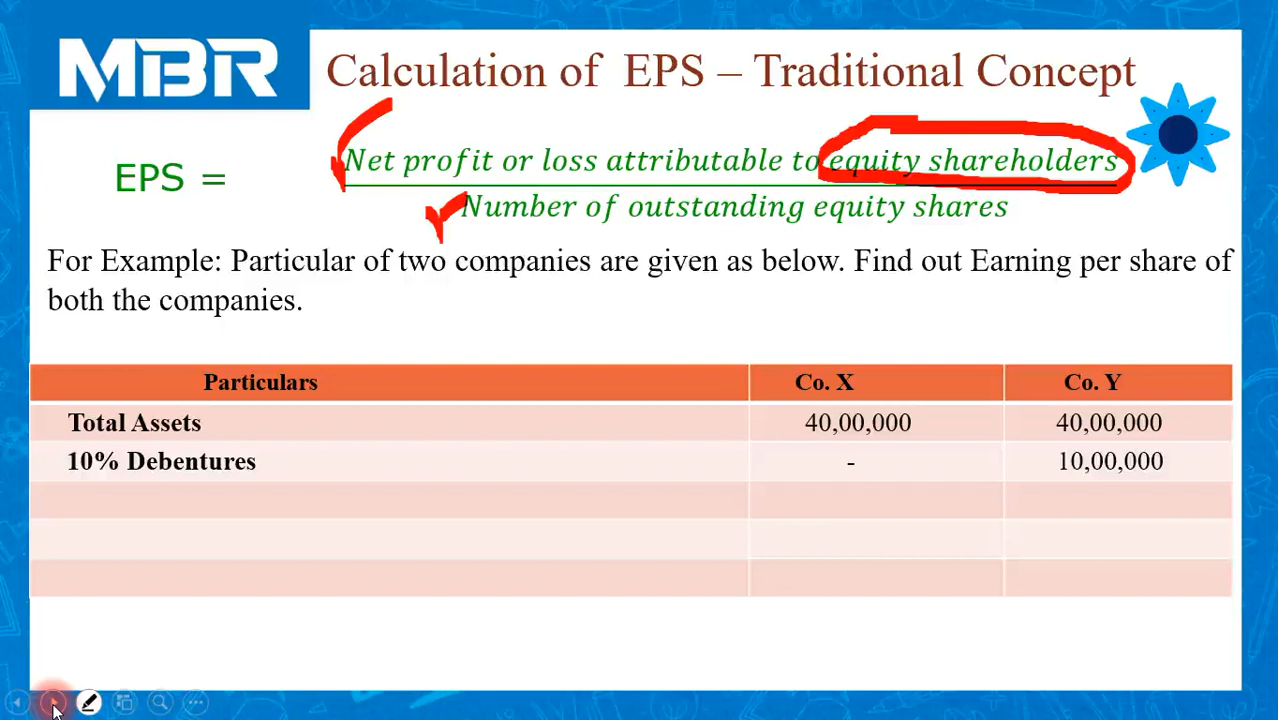 MBR
Calculation of EPS – Traditional Concept
EPS = Net profit or loss attributable to equity shareholders
Number of outstanding equity shares
For Example: Particular of two companies are given as below. Find out Earning per share of
both the companies.
Particulars Co. X Co. Y
Total Assets 40,00,000 40,00,000
10% Debentures - 10,00,000